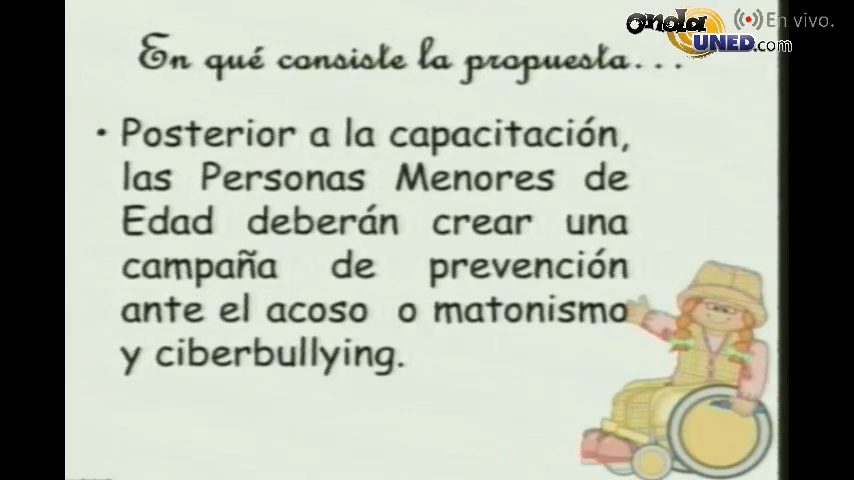 onda
UNED.com
En vivo.
En qué consiste la propuesta...
• Posterior a la capacitación,
las Personas Menores de
Edad deberán crear una
campaña de prevención
ante el acoso o matonismo
y ciberbullying.